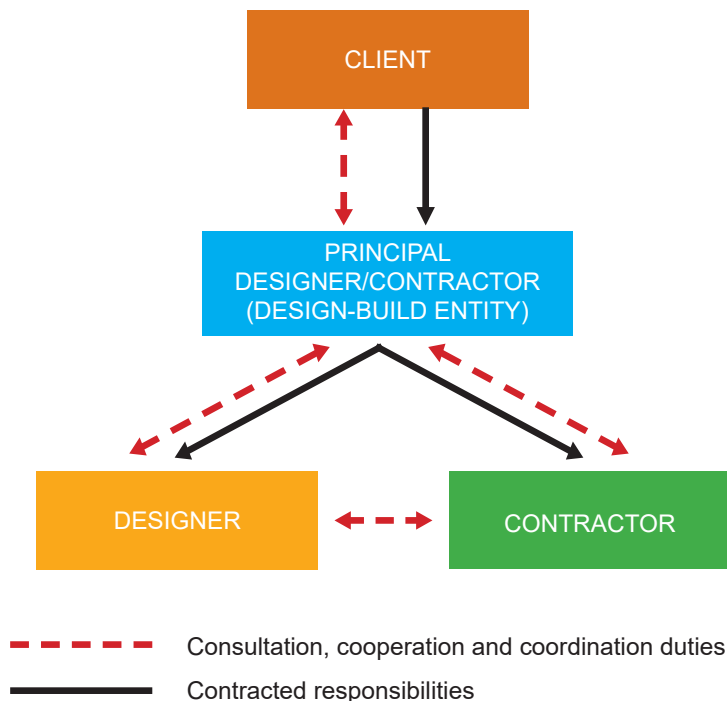 CLIENT
PRINCIPAL
DESIGNER/CONTRACTOR
(DESIGN-BUILD ENTITY)
DESIGNER
CONTRACTOR
Consultation, cooperation and coordination duties
Contracted responsibilities